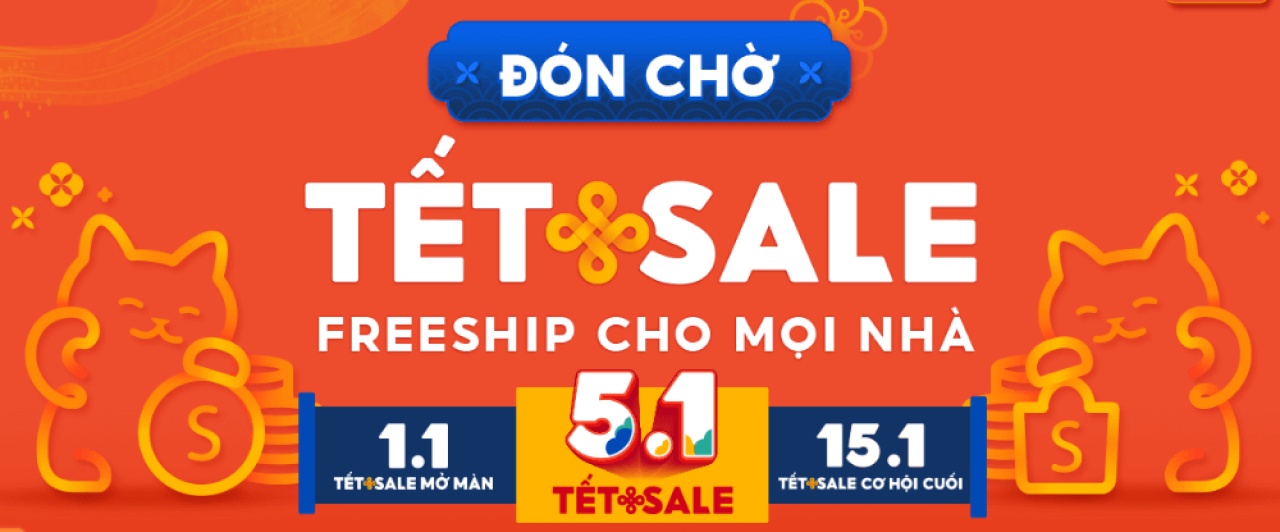 ĐÓN CHỜ
TẾT SALE
FREESHIP CHO MỌI NHÀ
1.1
TẾT SALE MỞ MÀN
5.1
TẾT SALE
15.1
TẾT SALE CƠ HỘI CUỐI
S
S